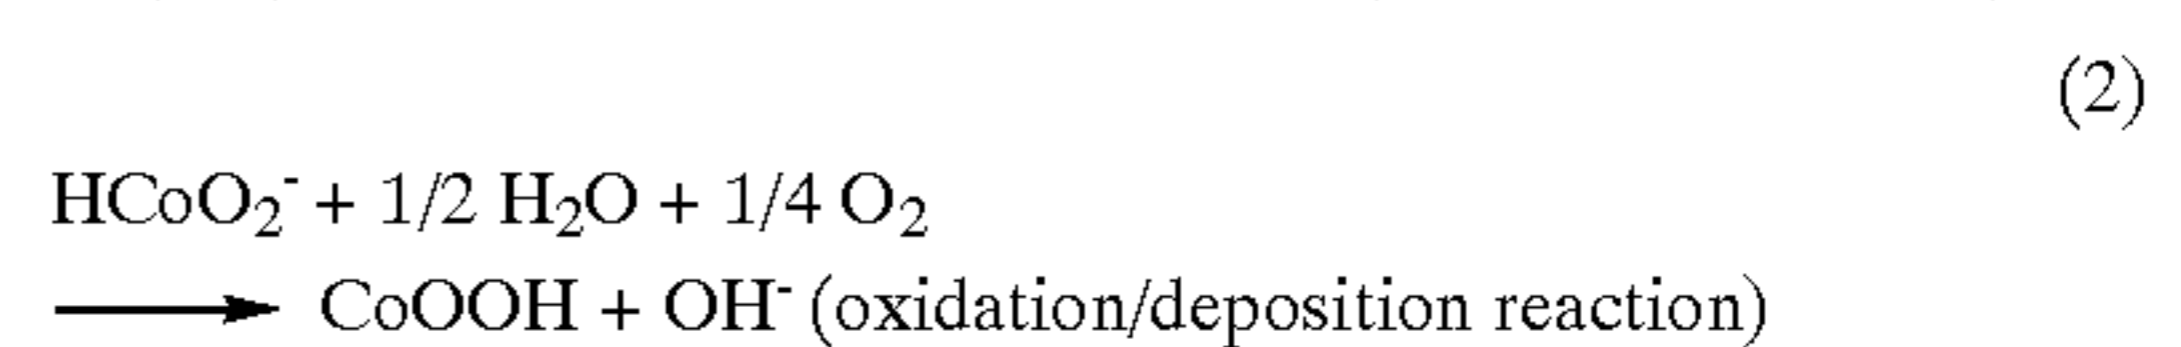 (2)
HCoO₂⁻ + 1/2 H₂O + 1/4 O₂
⟶ CoOOH + OH⁻ (oxidation/deposition reaction)